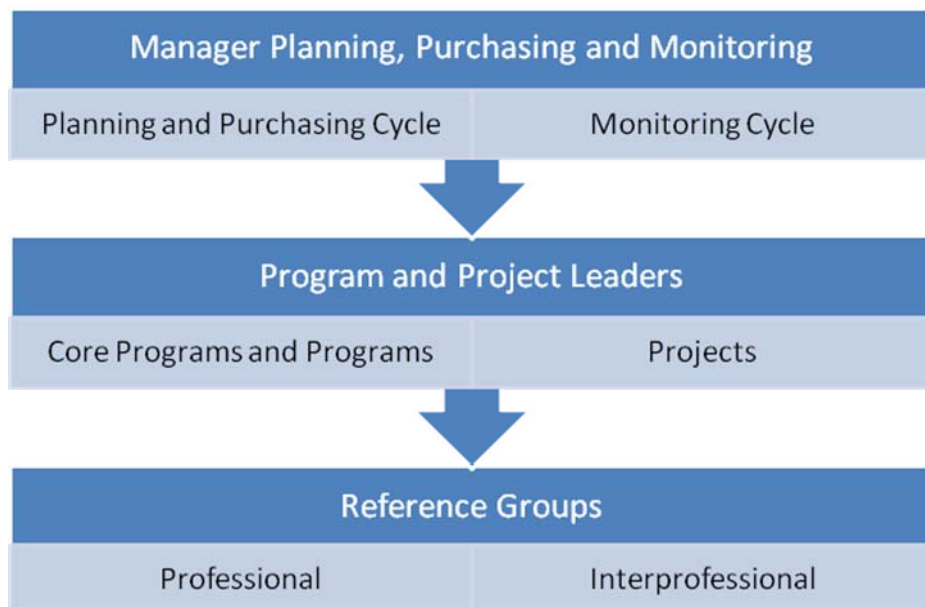 Manager Planning, Purchasing and Monitoring
Planning and Purchasing Cycle
Monitoring Cycle
Program and Project Leaders
Core Programs and Programs
Projects
Reference Groups
Professional
Interprofessional